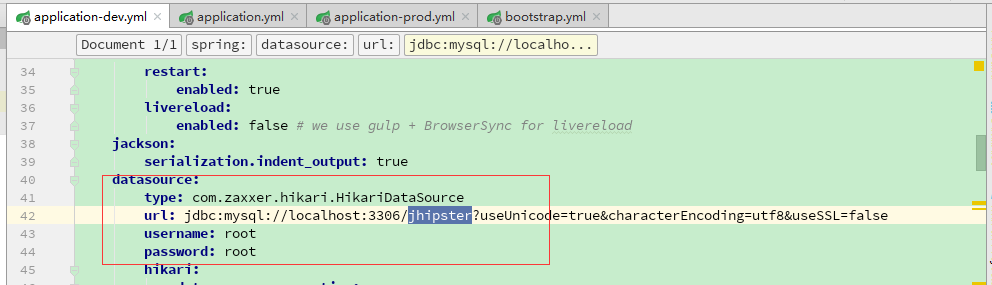 application-dev.yml × application.yml × application-prod.yml × bootstrap.yml ×
Document 1/1 spring: datasource: url: jdbc:mysql://localho...
34 restart:
35 enabled: true
36 livereload:
37 enabled: false # we use gulp + BrowserSync for livereload
38 jackson:
39 serialization.indent_output: true
40 datasource:
41 type: com.zaxxer.hikari.HikariDataSource
42 url: jdbc:mysql://localhost:3306/jhipster?useUnicode=true&characterEncoding=utf8&useSSL=false
43 username: root
44 password: root
45 hikari: